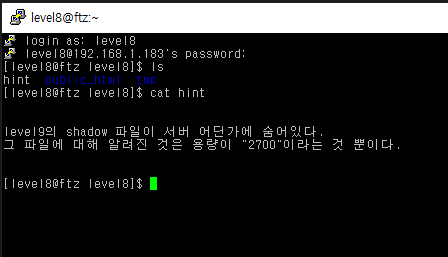 level8@ftz:~
login as: level8
level8@192.168.1.183's password:
[level8@ftz level8]$ ls
hint public_html tmp
[level8@ftz level8]$ cat hint
level9의 shadow 파일이 서버 어딘가에 숨어있다.
그 파일에 대해 알려진 것은 용량이 "2700"이라는 것 뿐이다.
[level8@ftz level8]$